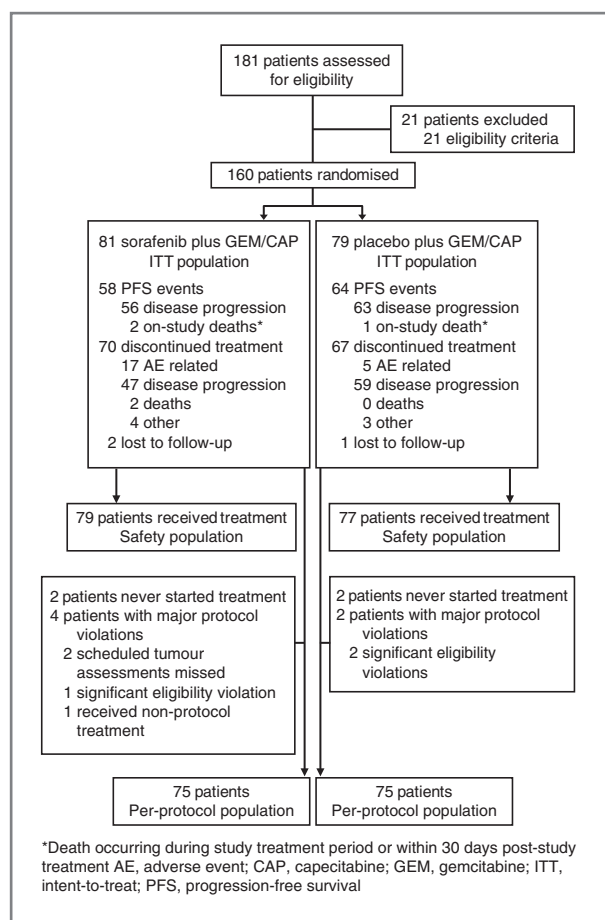 181 patients assessed
for eligibility
21 patients excluded
21 eligibility criteria
160 patients randomised
81 sorafenib plus GEM/CAP
ITT population
58 PFS events
56 disease progression
2 on-study deaths*
70 discontinued treatment
17 AE related
47 disease progression
2 deaths
4 other
2 lost to follow-up
79 placebo plus GEM/CAP
ITT population
64 PFS events
63 disease progression
1 on-study death*
67 discontinued treatment
5 AE related
59 disease progression
0 deaths
3 other
1 lost to follow-up
79 patients received treatment
Safety population
77 patients received treatment
Safety population
2 patients never started treatment
4 patients with major protocol
violations
2 scheduled tumour
assessments missed
1 significant eligibility violation
1 received non-protocol
treatment
2 patients never started treatment
2 patients with major protocol
violations
2 significant eligibility
violations
75 patients
Per-protocol population
75 patients
Per-protocol population
*Death occurring during study treatment period or within 30 days post-study
treatment AE, adverse event; CAP, capecitabine; GEM, gemcitabine; ITT,
intent-to-treat; PFS, progression-free survival